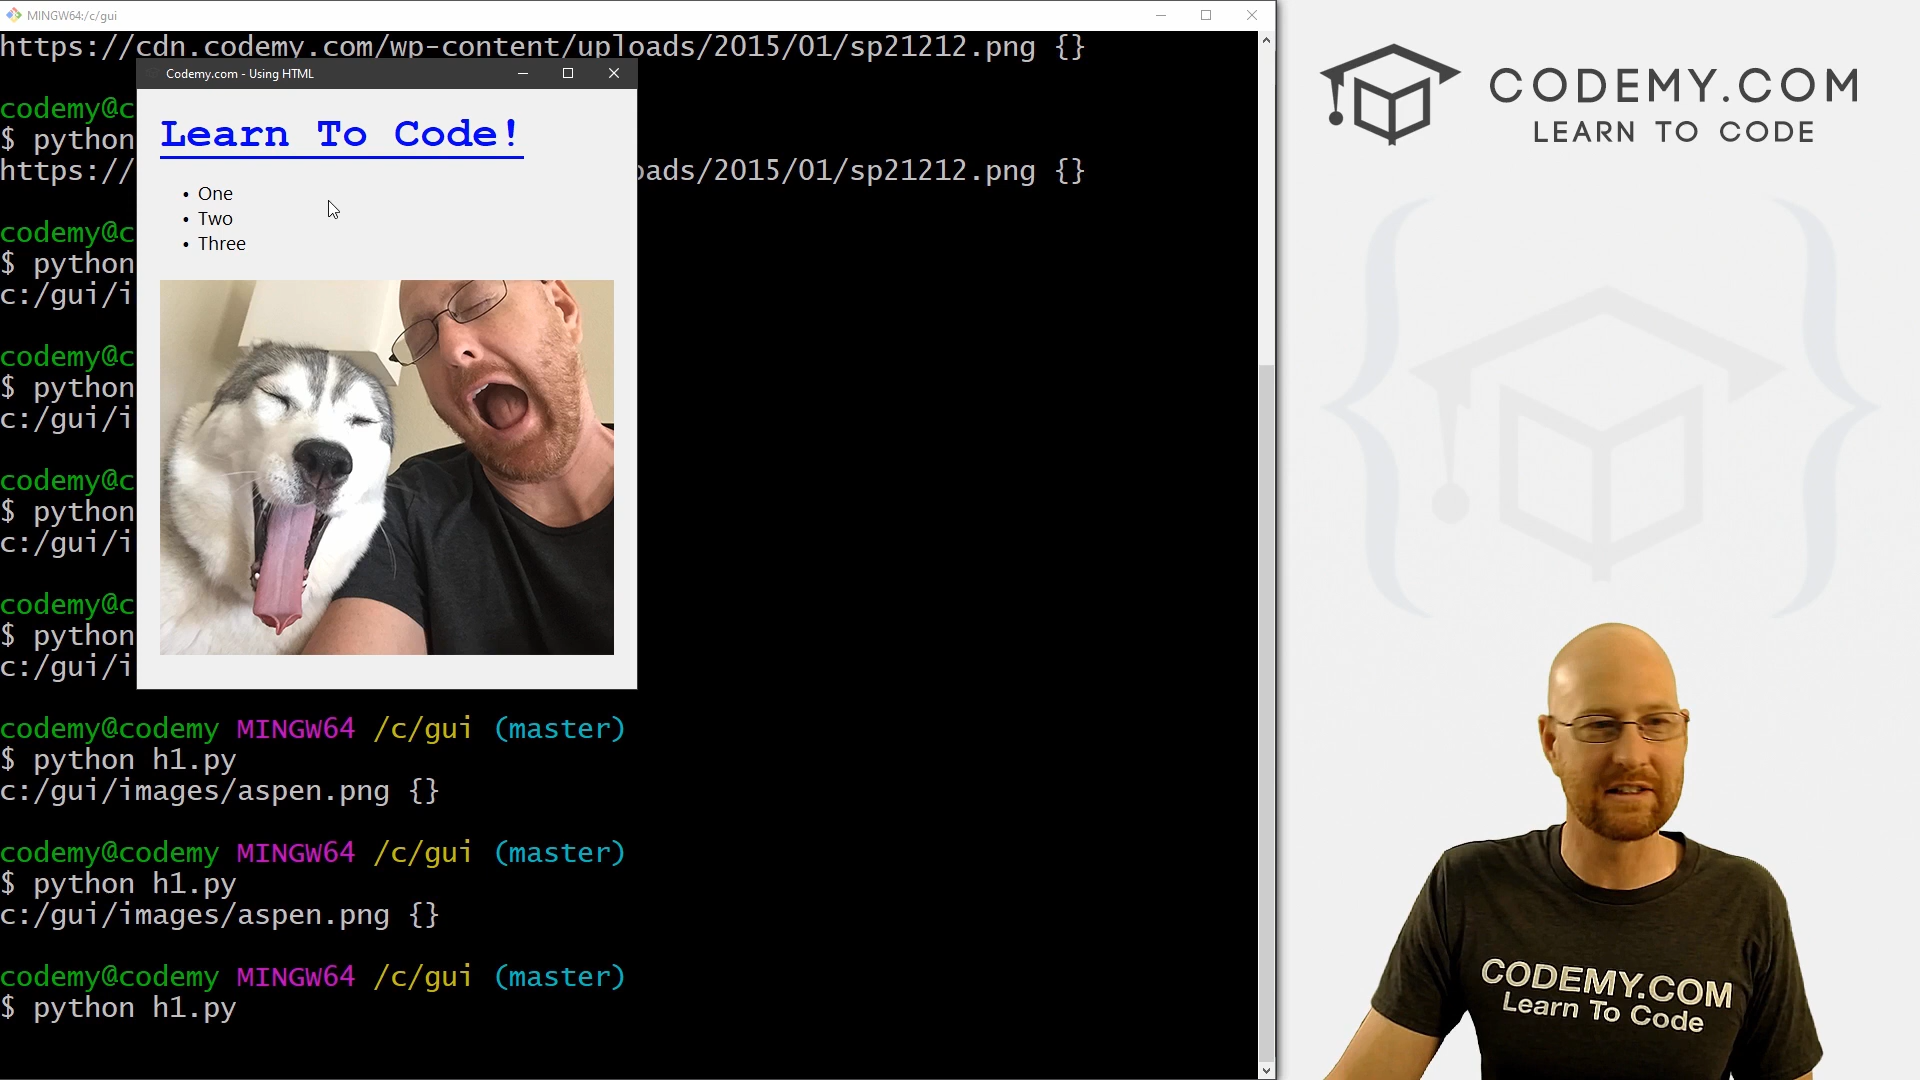 MINGW64:/c/gui
https://cdn.codemy.com/wp-content/uploads/2015/01/sp21212.png {}
Codemy.com - Using HTML
Learn To Code!
• One
• Two
• Three
codemy@c
$ python
https:// oads/2015/01/sp21212.png {}
codemy@c
$ python
c:/gui/i
codemy@c
$ python
c:/gui/i
codemy@c
$ python
c:/gui/i
codemy@c
$ python
c:/gui/i
codemy@codemy MINGW64 /c/gui (master)
$ python h1.py
c:/gui/images/aspen.png {}
codemy@codemy MINGW64 /c/gui (master)
$ python h1.py
c:/gui/images/aspen.png {}
codemy@codemy MINGW64 /c/gui (master)
$ python h1.py
CODEMY.COM
LEARN TO CODE
CODEMY.COM
Learn To Code